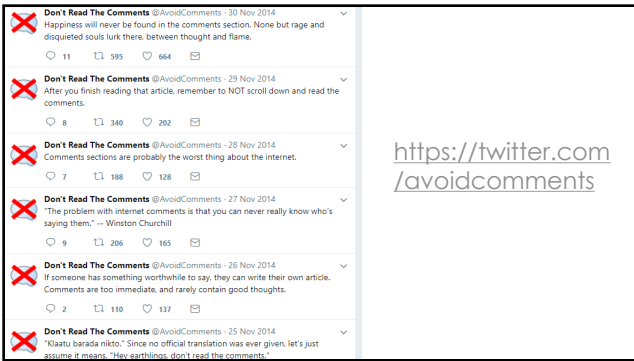 Don't Read The Comments @AvoidComments · 30 Nov 2014
Happiness will never be found in the comments section. None but rage and
disquieted souls lurk there, between thought and flame.
11 595 664
Don't Read The Comments @AvoidComments · 29 Nov 2014
After you finish reading that article, remember to NOT scroll down and read the
comments.
8 340 202
Don't Read The Comments @AvoidComments · 28 Nov 2014
Comments sections are probably the worst thing about the internet.
7 188 128
Don't Read The Comments @AvoidComments · 27 Nov 2014
"The problem with internet comments is that you can never really know who's
saying them." -- Winston Churchill
9 206 165
Don't Read The Comments @AvoidComments · 26 Nov 2014
If someone has something worthwhile to say, they can write their own article.
Comments are too immediate, and rarely contain good thoughts.
2 110 137
Don't Read The Comments @AvoidComments · 25 Nov 2014
"Klaatu barada nikto." Since no official translation was ever given, let's just
assume it means, "Hey earthlings, don't read the comments."
https://twitter.com
/avoidcomments